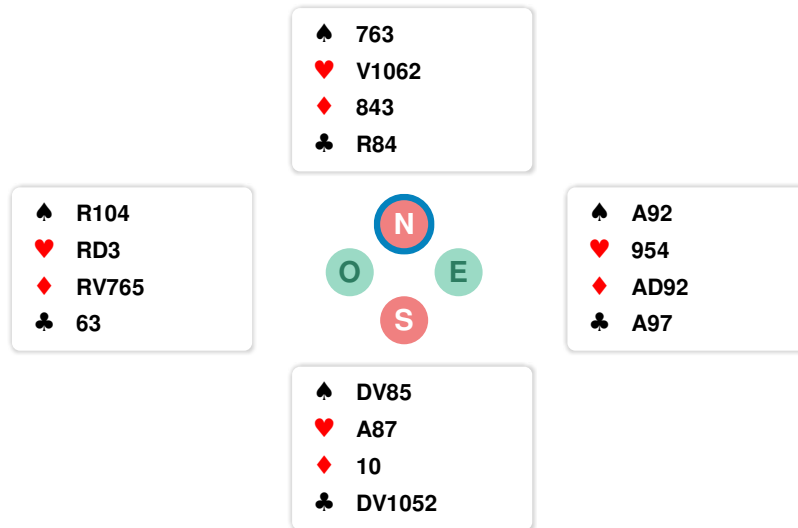 ♠ 763
♥ V1062
♦ 843
♣ R84
♠ R104
♥ RD3
♦ RV765
♣ 63
N
O
E
S
♠ A92
♥ 954
♦ AD92
♣ A97
♠ DV85
♥ A87
♦ 10
♣ DV1052